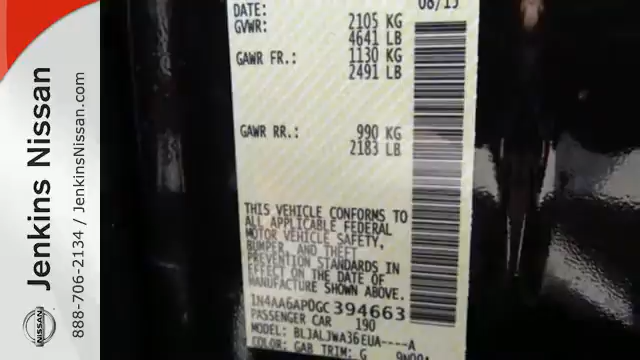 DATE: 08/15
GVWR: 2105 KG
4641 LB
GAWR FR.: 1130 KG
2491 LB
GAWR RR.: 990 KG
2183 LB
THIS VEHICLE CONFORMS TO
ALL APPLICABLE FEDERAL
MOTOR VEHICLE SAFETY,
BUMPER, AND THEFT
PREVENTION STANDARDS IN
EFFECT ON THE DATE OF
MANUFACTURE SHOWN ABOVE.
1N4AA6AP0GC394663
PASSENGER CAR 190
MODEL: BLJALJWA36EUA----A
COLOR: GAB TRIM: G
Jenkins Nissan
888-706-2134 / JenkinsNissan.com
NISSAN